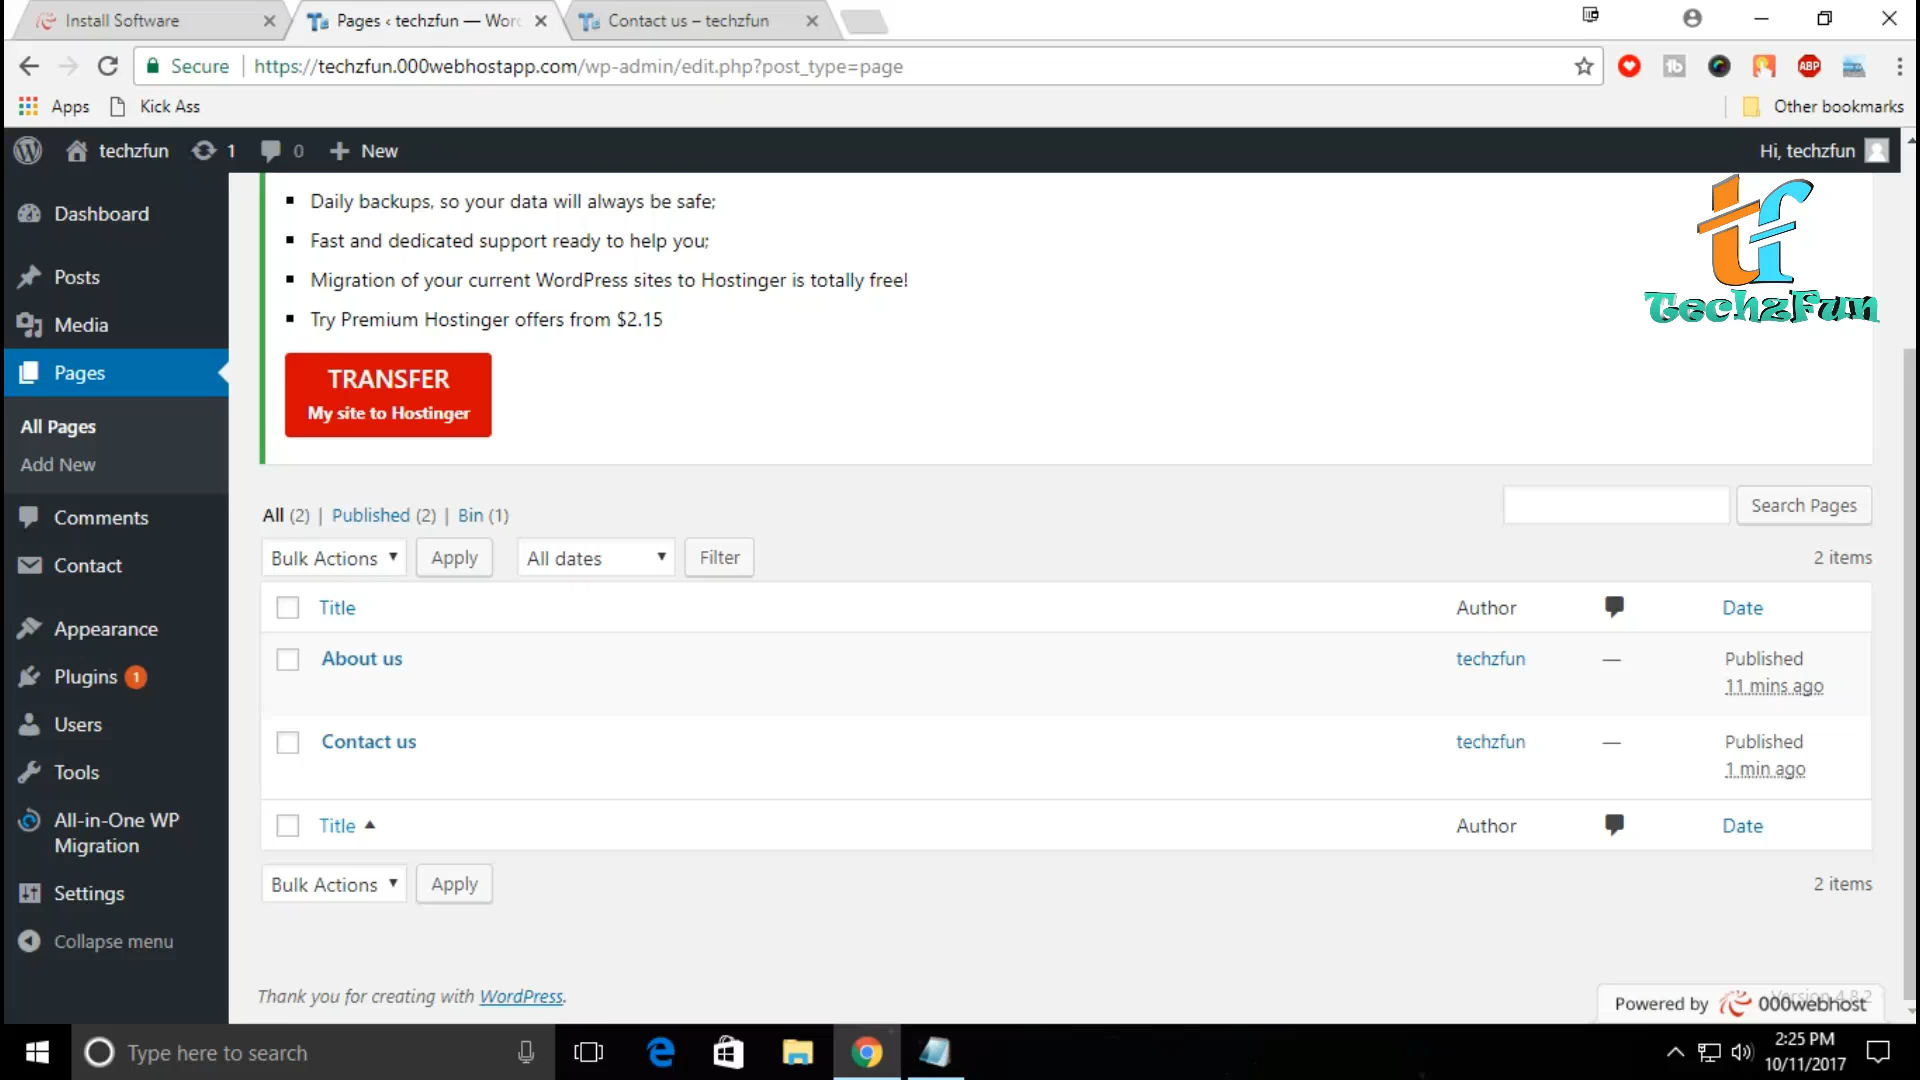 Install Software
Pages ‹ techzfun — Wor
Contact us – techzfun
Secure
https://techzfun.000webhostapp.com/wp-admin/edit.php?post_type=page
ABP
Apps
Kick Ass
Other bookmarks
techzfun
1
0
New
Hi, techzfun
Dashboard
Posts
Media
Pages
All Pages
Add New
Comments
Contact
Appearance
Plugins 1
Users
Tools
All-in-One WP
Migration
Settings
Collapse menu
Daily backups, so your data will always be safe;
Fast and dedicated support ready to help you;
Migration of your current WordPress sites to Hostinger is totally free!
Try Premium Hostinger offers from $2.15
TRANSFER
My site to Hostinger
tf
TechzFun
All (2) | Published (2) | Bin (1)
Search Pages
Bulk Actions
Apply
All dates
Filter
2 items
Title
Author
Date
About us
techzfun
—
Published
11 mins ago
Contact us
techzfun
—
Published
1 min ago
Title
Author
Date
Bulk Actions
Apply
2 items
Thank you for creating with WordPress.
Version 4.8.2
Powered by 000webhost
Type here to search
2:25 PM
10/11/2017